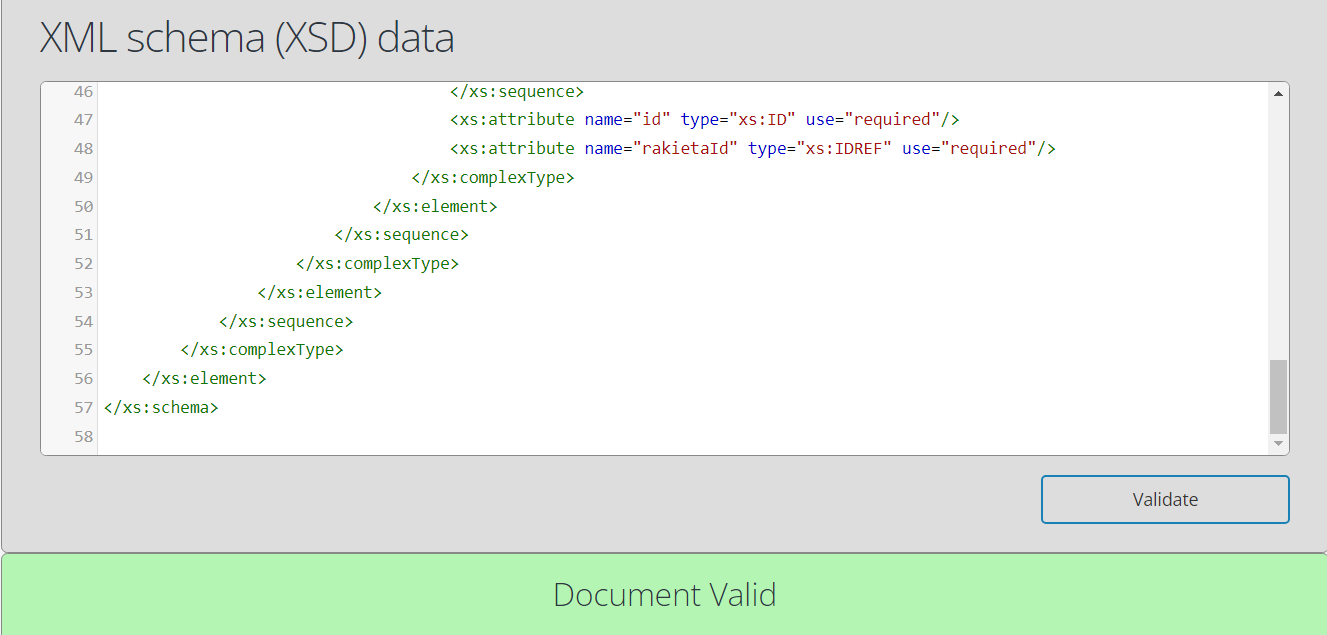 XML schema (XSD) data
46 </xs:sequence>
47 <xs:attribute name="id" type="xs:ID" use="required"/>
48 <xs:attribute name="rakietaId" type="xs:IDREF" use="required"/>
49 </xs:complexType>
50 </xs:element>
51 </xs:sequence>
52 </xs:complexType>
53 </xs:element>
54 </xs:sequence>
55 </xs:complexType>
56 </xs:element>
57 </xs:schema>
58
Validate
Document Valid